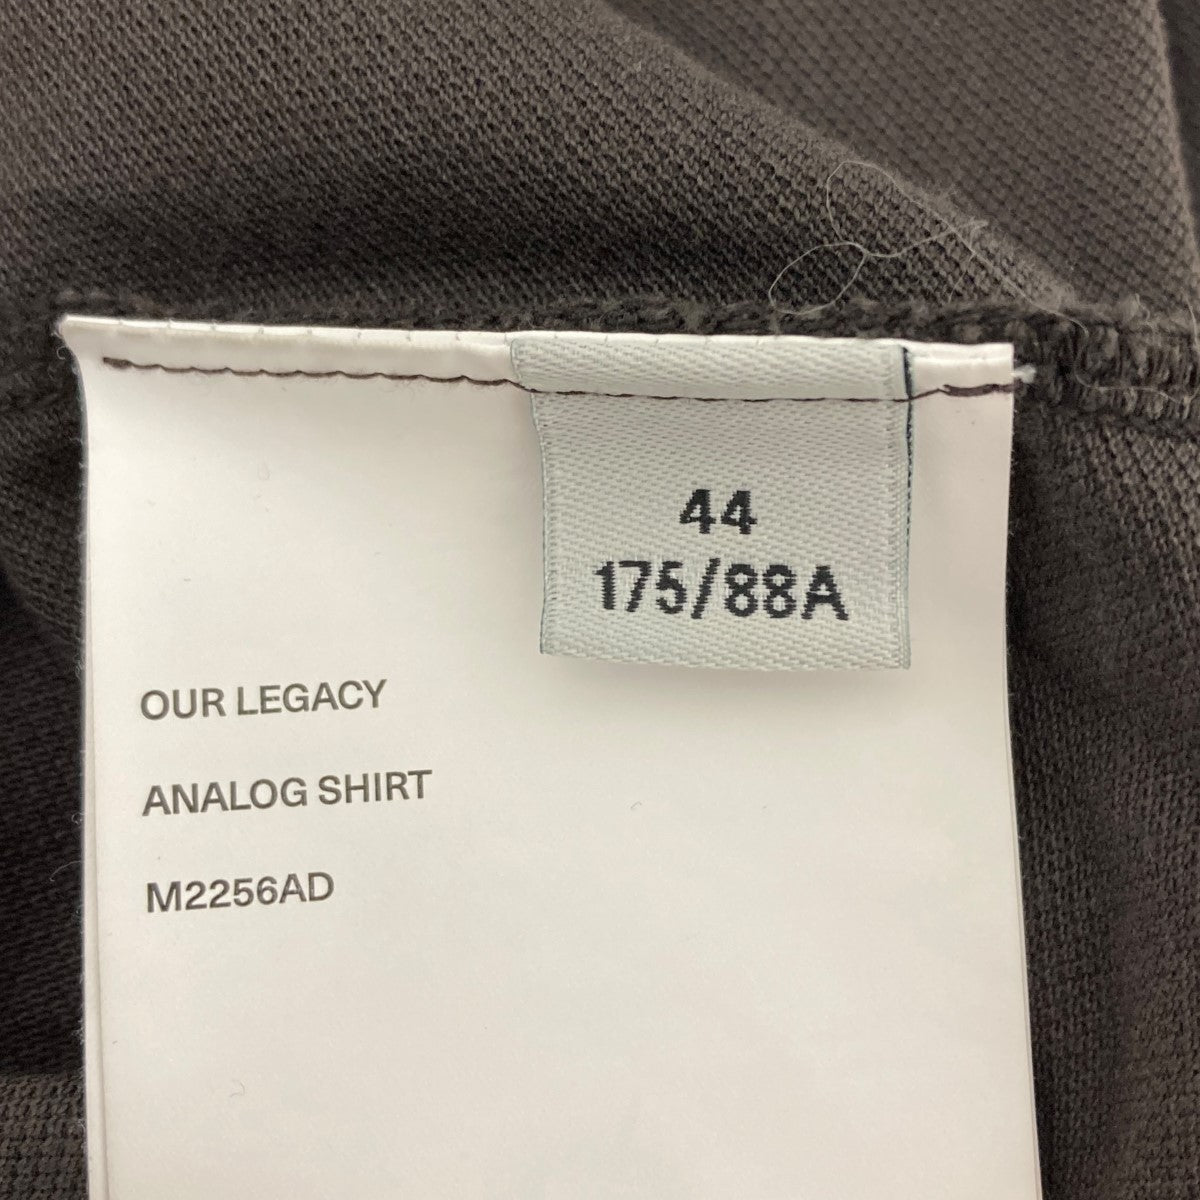 44
175/88A
OUR LEGACY
ANALOG SHIRT
M2256AD